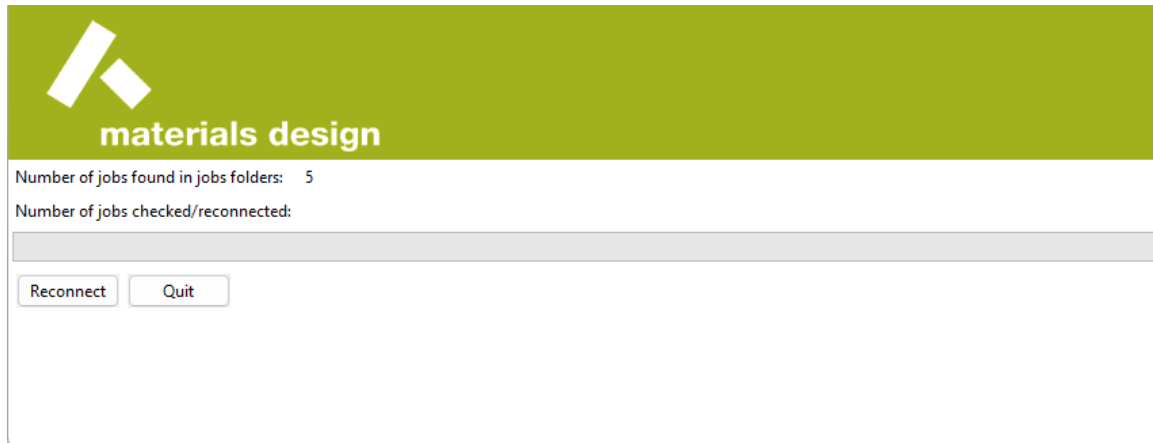 materials design
Number of jobs found in jobs folders: 5
Number of jobs checked/reconnected:
Reconnect Quit